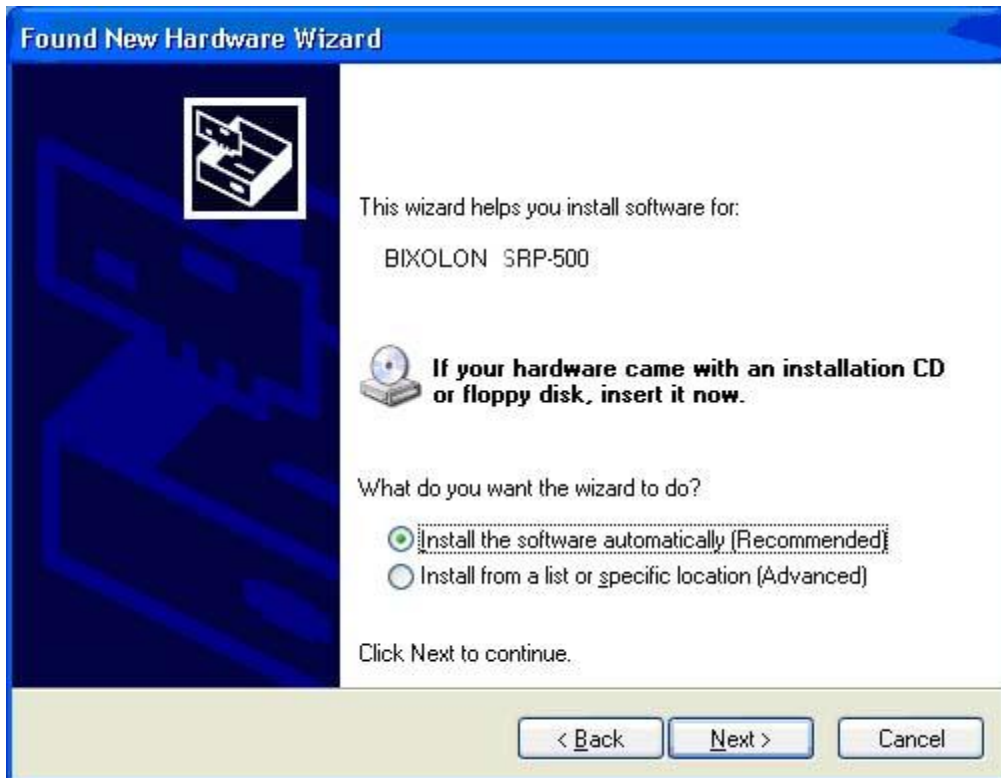 Found New Hardware Wizard
This wizard helps you install software for:
BIXOLON SRP-500
If your hardware came with an installation CD
or floppy disk, insert it now.
What do you want the wizard to do?
Install the software automatically (Recommended)
Install from a list or specific location (Advanced)
Click Next to continue.
< Back
Next >
Cancel